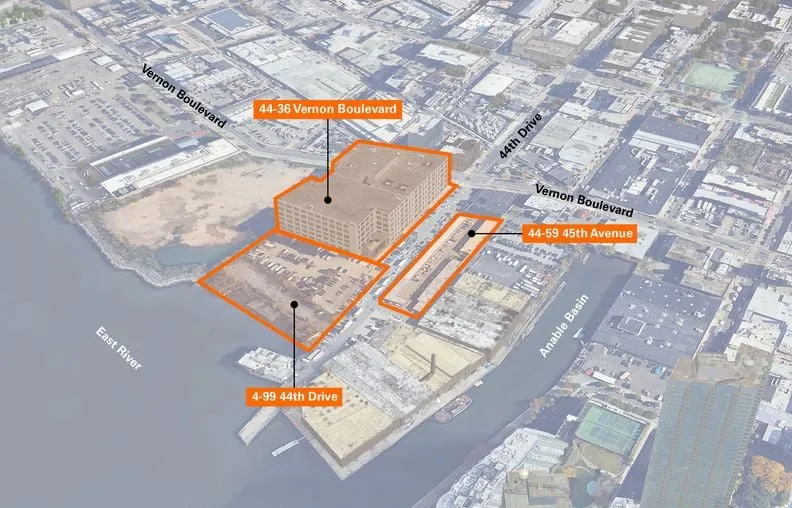 Vernon Boulevard
44-36 Vernon Boulevard
44th Drive
Vernon Boulevard
44-59 45th Avenue
Anable Basin
East River
4-99 44th Drive